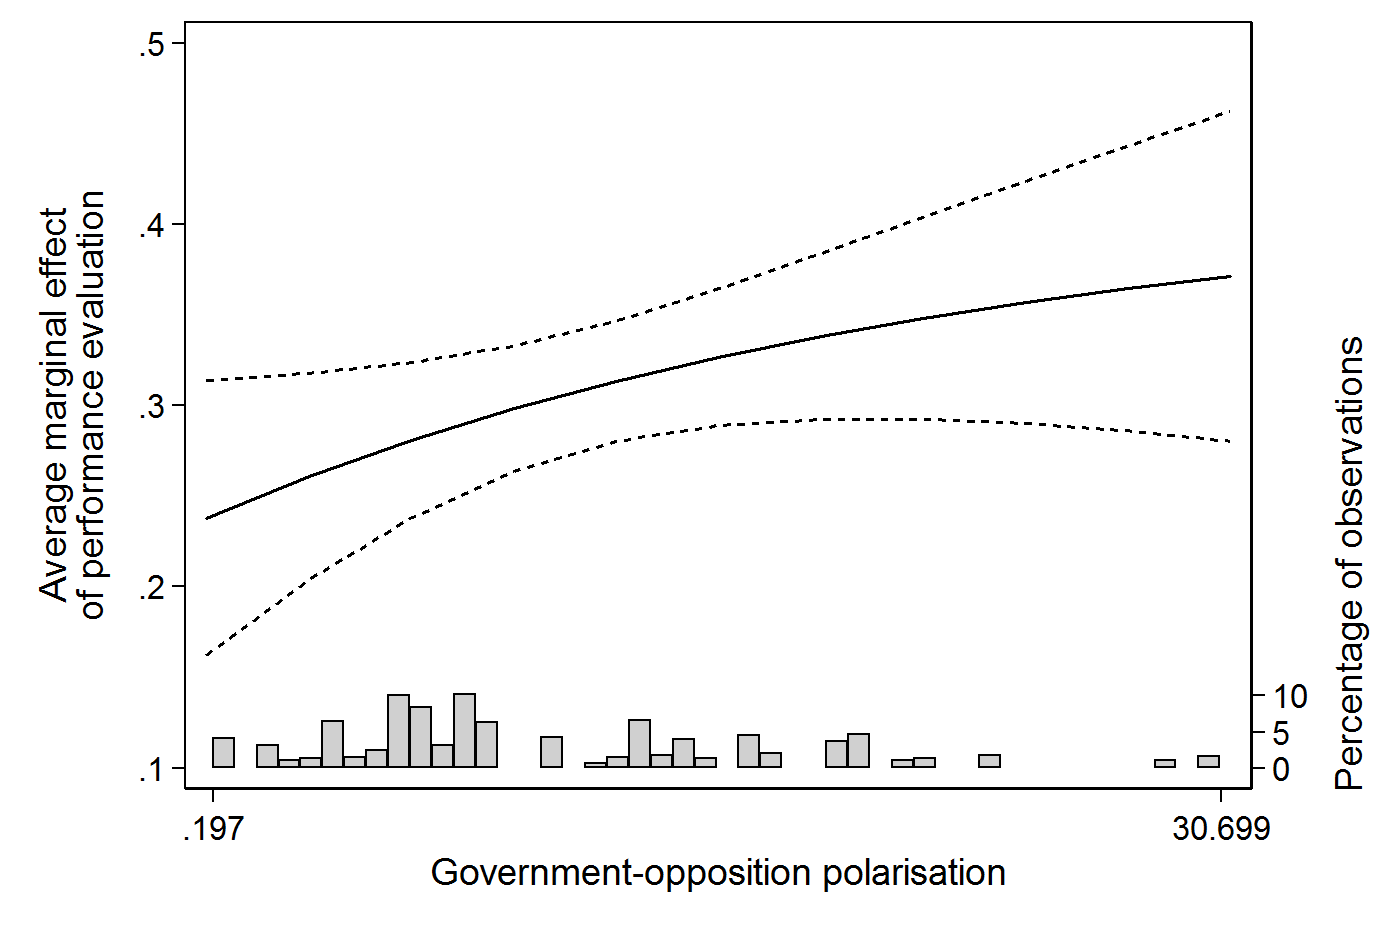 Average marginal effect
of performance evaluation
.5
.4
.3
.2
.1
10
5
0
Percentage of observations
.197
30.699
Government-opposition polarisation